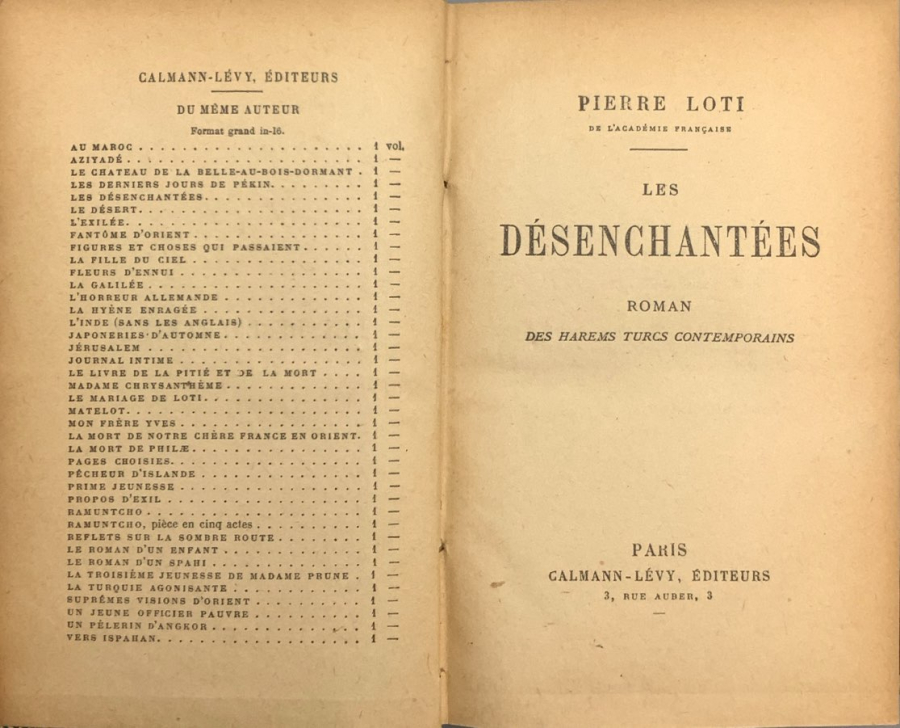 CALMANN-LÉVY, ÉDITEURS
DU MÊME AUTEUR
Format grand in-16.
AU MAROC . . . . . . . . . . . . . . . . . . . . 1 vol.
AZIYADÉ . . . . . . . . . . . . . . . . . . . . 1 —
LE CHATEAU DE LA BELLE-AU-BOIS-DORMANT . 1 —
LES DERNIERS JOURS DE PÉKIN. . . . . . . . . 1 —
LES DÉSENCHANTÉES. . . . . . . . . . . . . . . 1 —
LE DÉSERT. . . . . . . . . . . . . . . . . . . . 1 —
L'EXILÉE. . . . . . . . . . . . . . . . . . . . . 1 —
FANTÔME D'ORIENT . . . . . . . . . . . . . . . 1 —
FIGURES ET CHOSES QUI PASSAIENT . . . . . . 1 —
LA FILLE DU CIEL . . . . . . . . . . . . . . . . 1 —
FLEURS D'ENNUI . . . . . . . . . . . . . . . . . 1 —
LA GALILÉE . . . . . . . . . . . . . . . . . . . 1 —
L'HORREUR ALLEMANDE . . . . . . . . . . . . . 1 —
LA HYÈNE ENRAGÉE . . . . . . . . . . . . . . . 1 —
L'INDE (SANS LES ANGLAIS) . . . . . . . . . . . 1 —
JAPONERIES D'AUTOMNE . . . . . . . . . . . . . 1 —
JÉRUSALEM . . . . . . . . . . . . . . . . . . . 1 —
JOURNAL INTIME . . . . . . . . . . . . . . . . . 1 —
LE LIVRE DE LA PITIÉ ET DE LA MORT . . . . 1 —
MADAME CHRYSANTHÈME . . . . . . . . . . . . . 1 —
LE MARIAGE DE LOTI. . . . . . . . . . . . . . . 1 —
MATELOT. . . . . . . . . . . . . . . . . . . . . 1 —
MON FRÈRE YVES . . . . . . . . . . . . . . . . 1 —
LA MORT DE NOTRE CHÈRE FRANCE EN ORIENT. 1 —
LA MORT DE PHILÆ . . . . . . . . . . . . . . . 1 —
PAGES CHOISIES. . . . . . . . . . . . . . . . . 1 —
PÊCHEUR D'ISLANDE . . . . . . . . . . . . . . . 1 —
PRIME JEUNESSE . . . . . . . . . . . . . . . . . 1 —
PROPOS D'EXIL . . . . . . . . . . . . . . . . . 1 —
RAMUNTCHO . . . . . . . . . . . . . . . . . . . 1 —
RAMUNTCHO, pièce en cinq actes . . . . . . . . . 1 —
REFLETS SUR LA SOMBRE ROUTE . . . . . . . . 1 —
LE ROMAN D'UN ENFANT . . . . . . . . . . . . . 1 —
LE ROMAN D'UN SPAHI . . . . . . . . . . . . . . 1 —
LA TROISIÈME JEUNESSE DE MADAME PRUNE . 1 —
LA TURQUIE AGONISANTE . . . . . . . . . . . . 1 —
SUPRÊMES VISIONS D'ORIENT . . . . . . . . . . 1 —
UN JEUNE OFFICIER PAUVRE . . . . . . . . . . 1 —
UN PÈLERIN D'ANGKOR . . . . . . . . . . . . . 1 —
VERS ISPAHAN. . . . . . . . . . . . . . . . . . 1 —
PIERRE LOTI
DE L'ACADÉMIE FRANÇAISE
LES
DÉSENCHANTÉES
ROMAN
DES HAREMS TURCS CONTEMPORAINS
PARIS
CALMANN-LÉVY, ÉDITEURS
3, RUE AUBER, 3